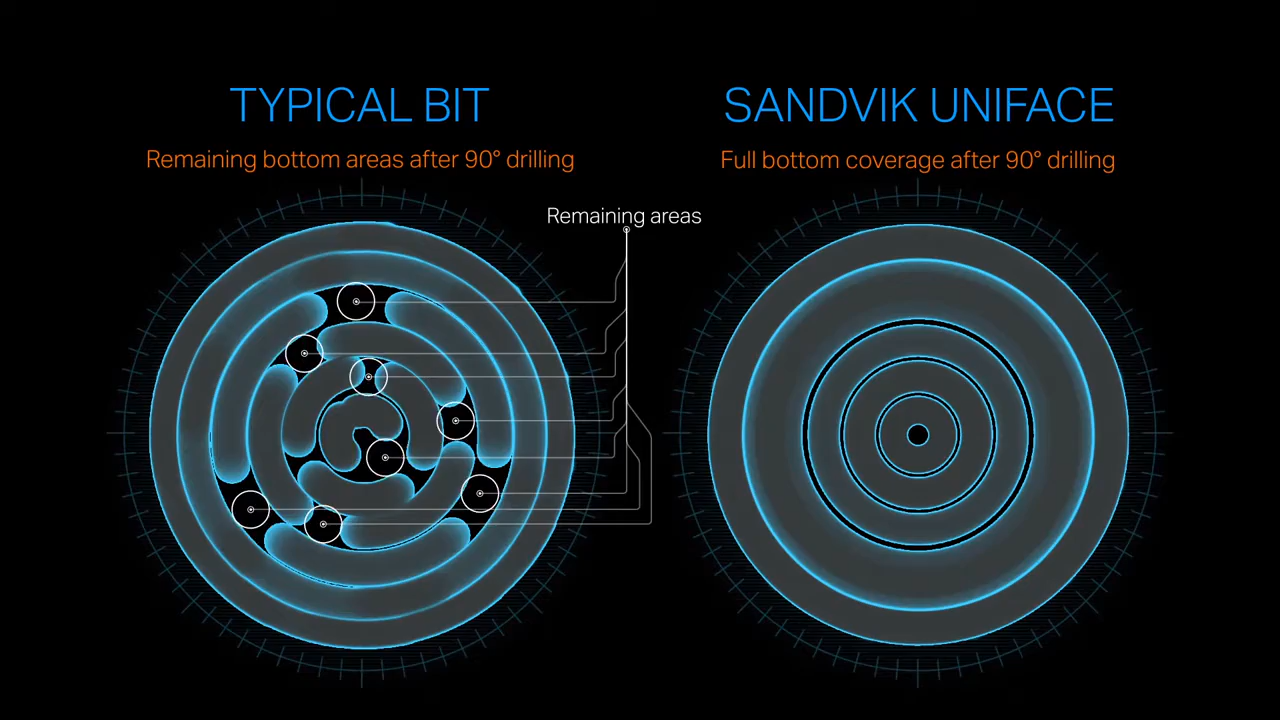 TYPICAL BIT
Remaining bottom areas after 90° drilling
SANDVIK UNIFACE
Full bottom coverage after 90° drilling
Remaining areas